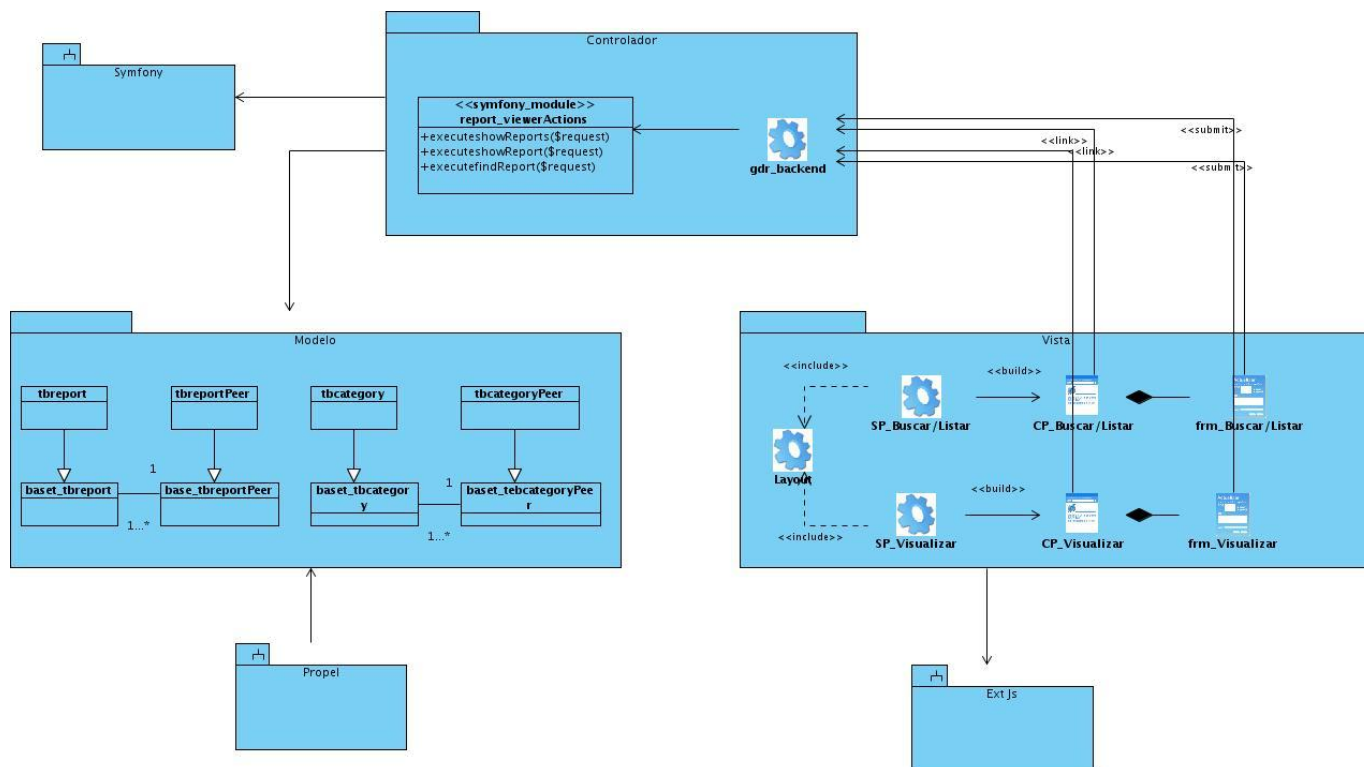 Controlador
Symfony
<<symfony_module>>
report_viewerActions
+executeshowReports($request)
+executeshowReport($request)
+executefindReport($request)
gdr_backend
<<submit>>
<<link>>
<<link>>
<<submit>>
Modelo
tbreport
tbreportPeer
tbcategory
tbcategoryPeer
baset_tbreport
1
base_tbreportPeer
1...*
baset_tbcategor
y
1
baset_tebcategoryPee
r
1...*
Vista
<<include>>
<<build>>
SP_Buscar/Listar
CP_Buscar/Listar
frm_Buscar/Listar
Layout
<<build>>
<<include>>
SP_Visualizar
CP_Visualizar
frm_Visualizar
Propel
Ext Js